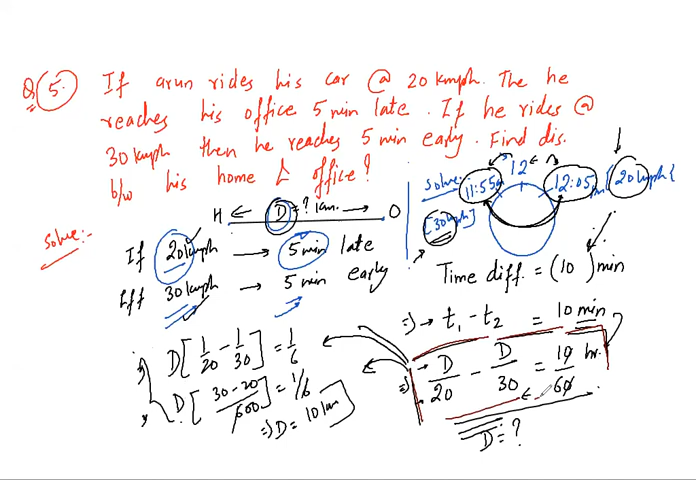 Q 5. If arun rides his car @ 20 kmph. The he
reaches his office 5 min late. If he rides @
30 kmph then he reaches 5 min early. Find dis.
b/w his home & office?
Solve:-
H D=? km. O
If 20 kmph → 5 min late
Iff 30 kmph → 5 min early
D[1/20 - 1/30] = 1/6
D[30-20/600] = 1/6
⇒ D = 10 km
Solve:-
11:55 12 12:05 [20 kmph]
[30 kmph]
Time diff = (10) min
⇒ t₁ - t₂ = 10 min
⇒ D/20 - D/30 = 10/60 hr.
D = ?